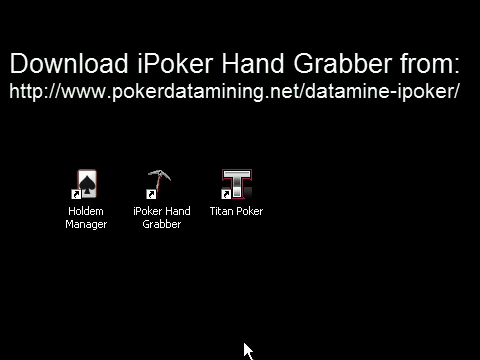 Download iPoker Hand Grabber from:
http://www.pokerdatamining.net/datamine-ipoker/
Holdem
Manager
iPoker Hand
Grabber
T
Titan Poker